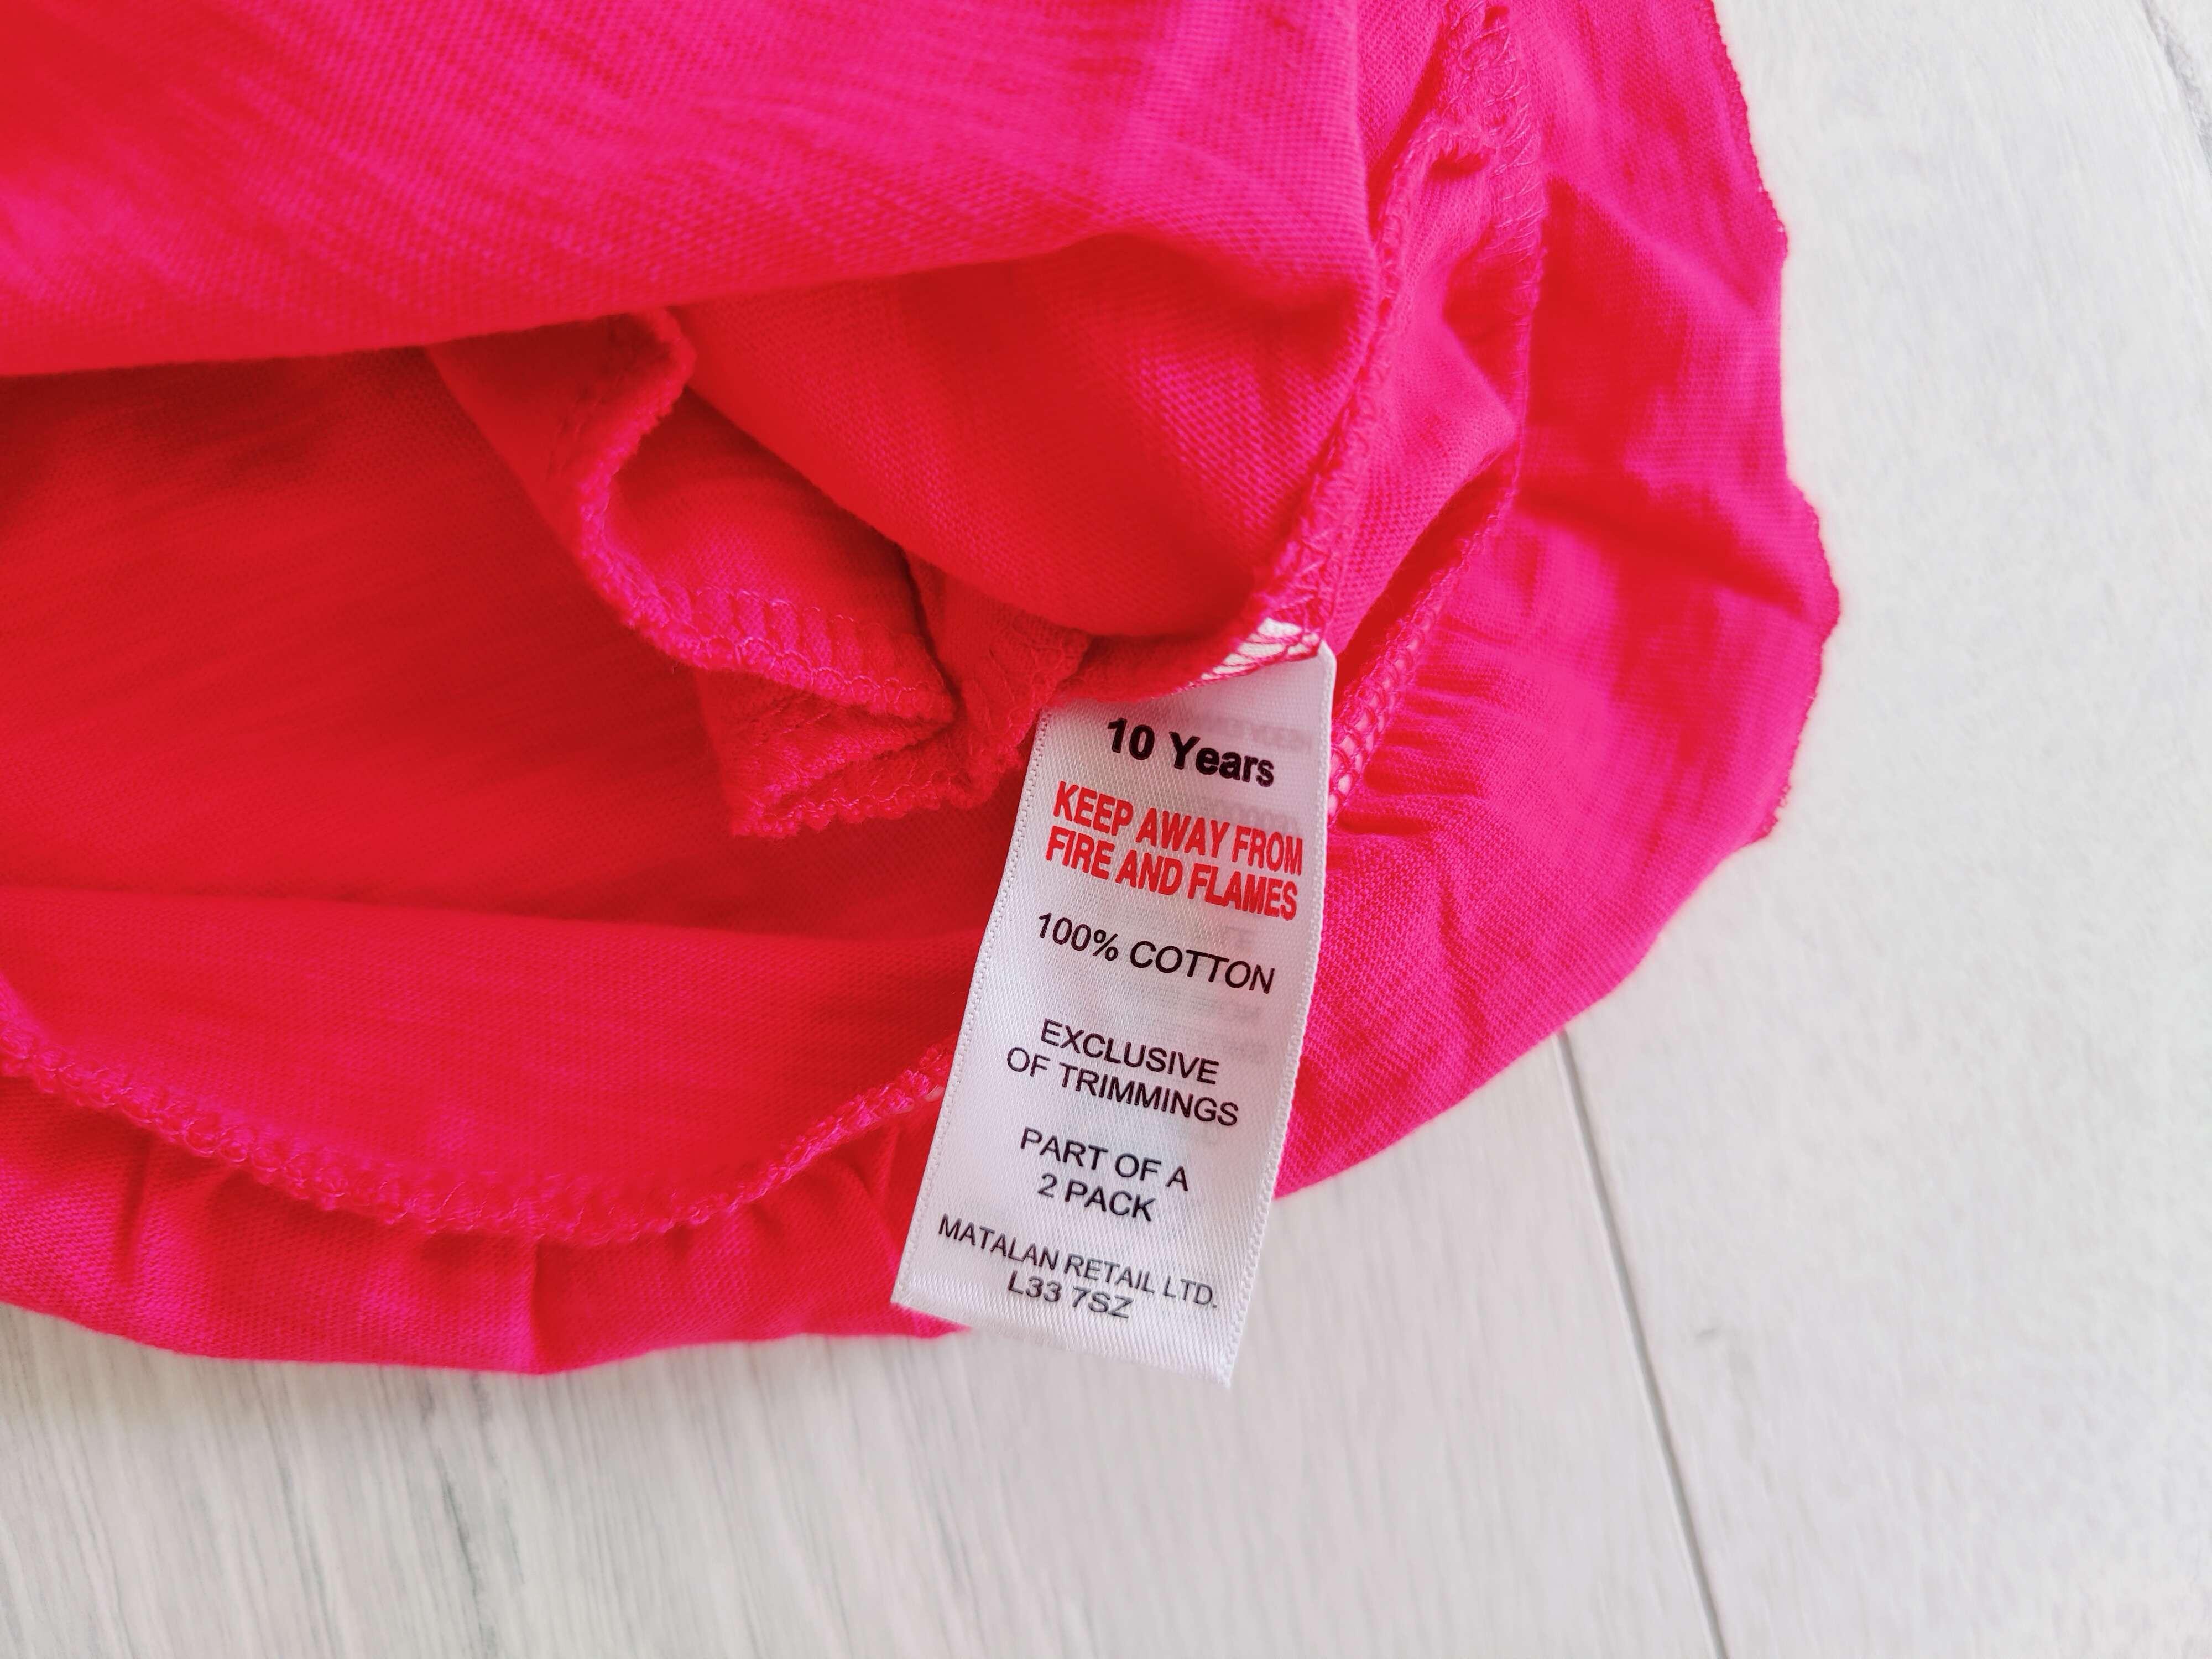 10 Years
KEEP AWAY FROM
FIRE AND FLAMES
100% COTTON
EXCLUSIVE
OF TRIMMINGS
PART OF A
2 PACK
MATALAN RETAIL LTD.
L33 7SZ